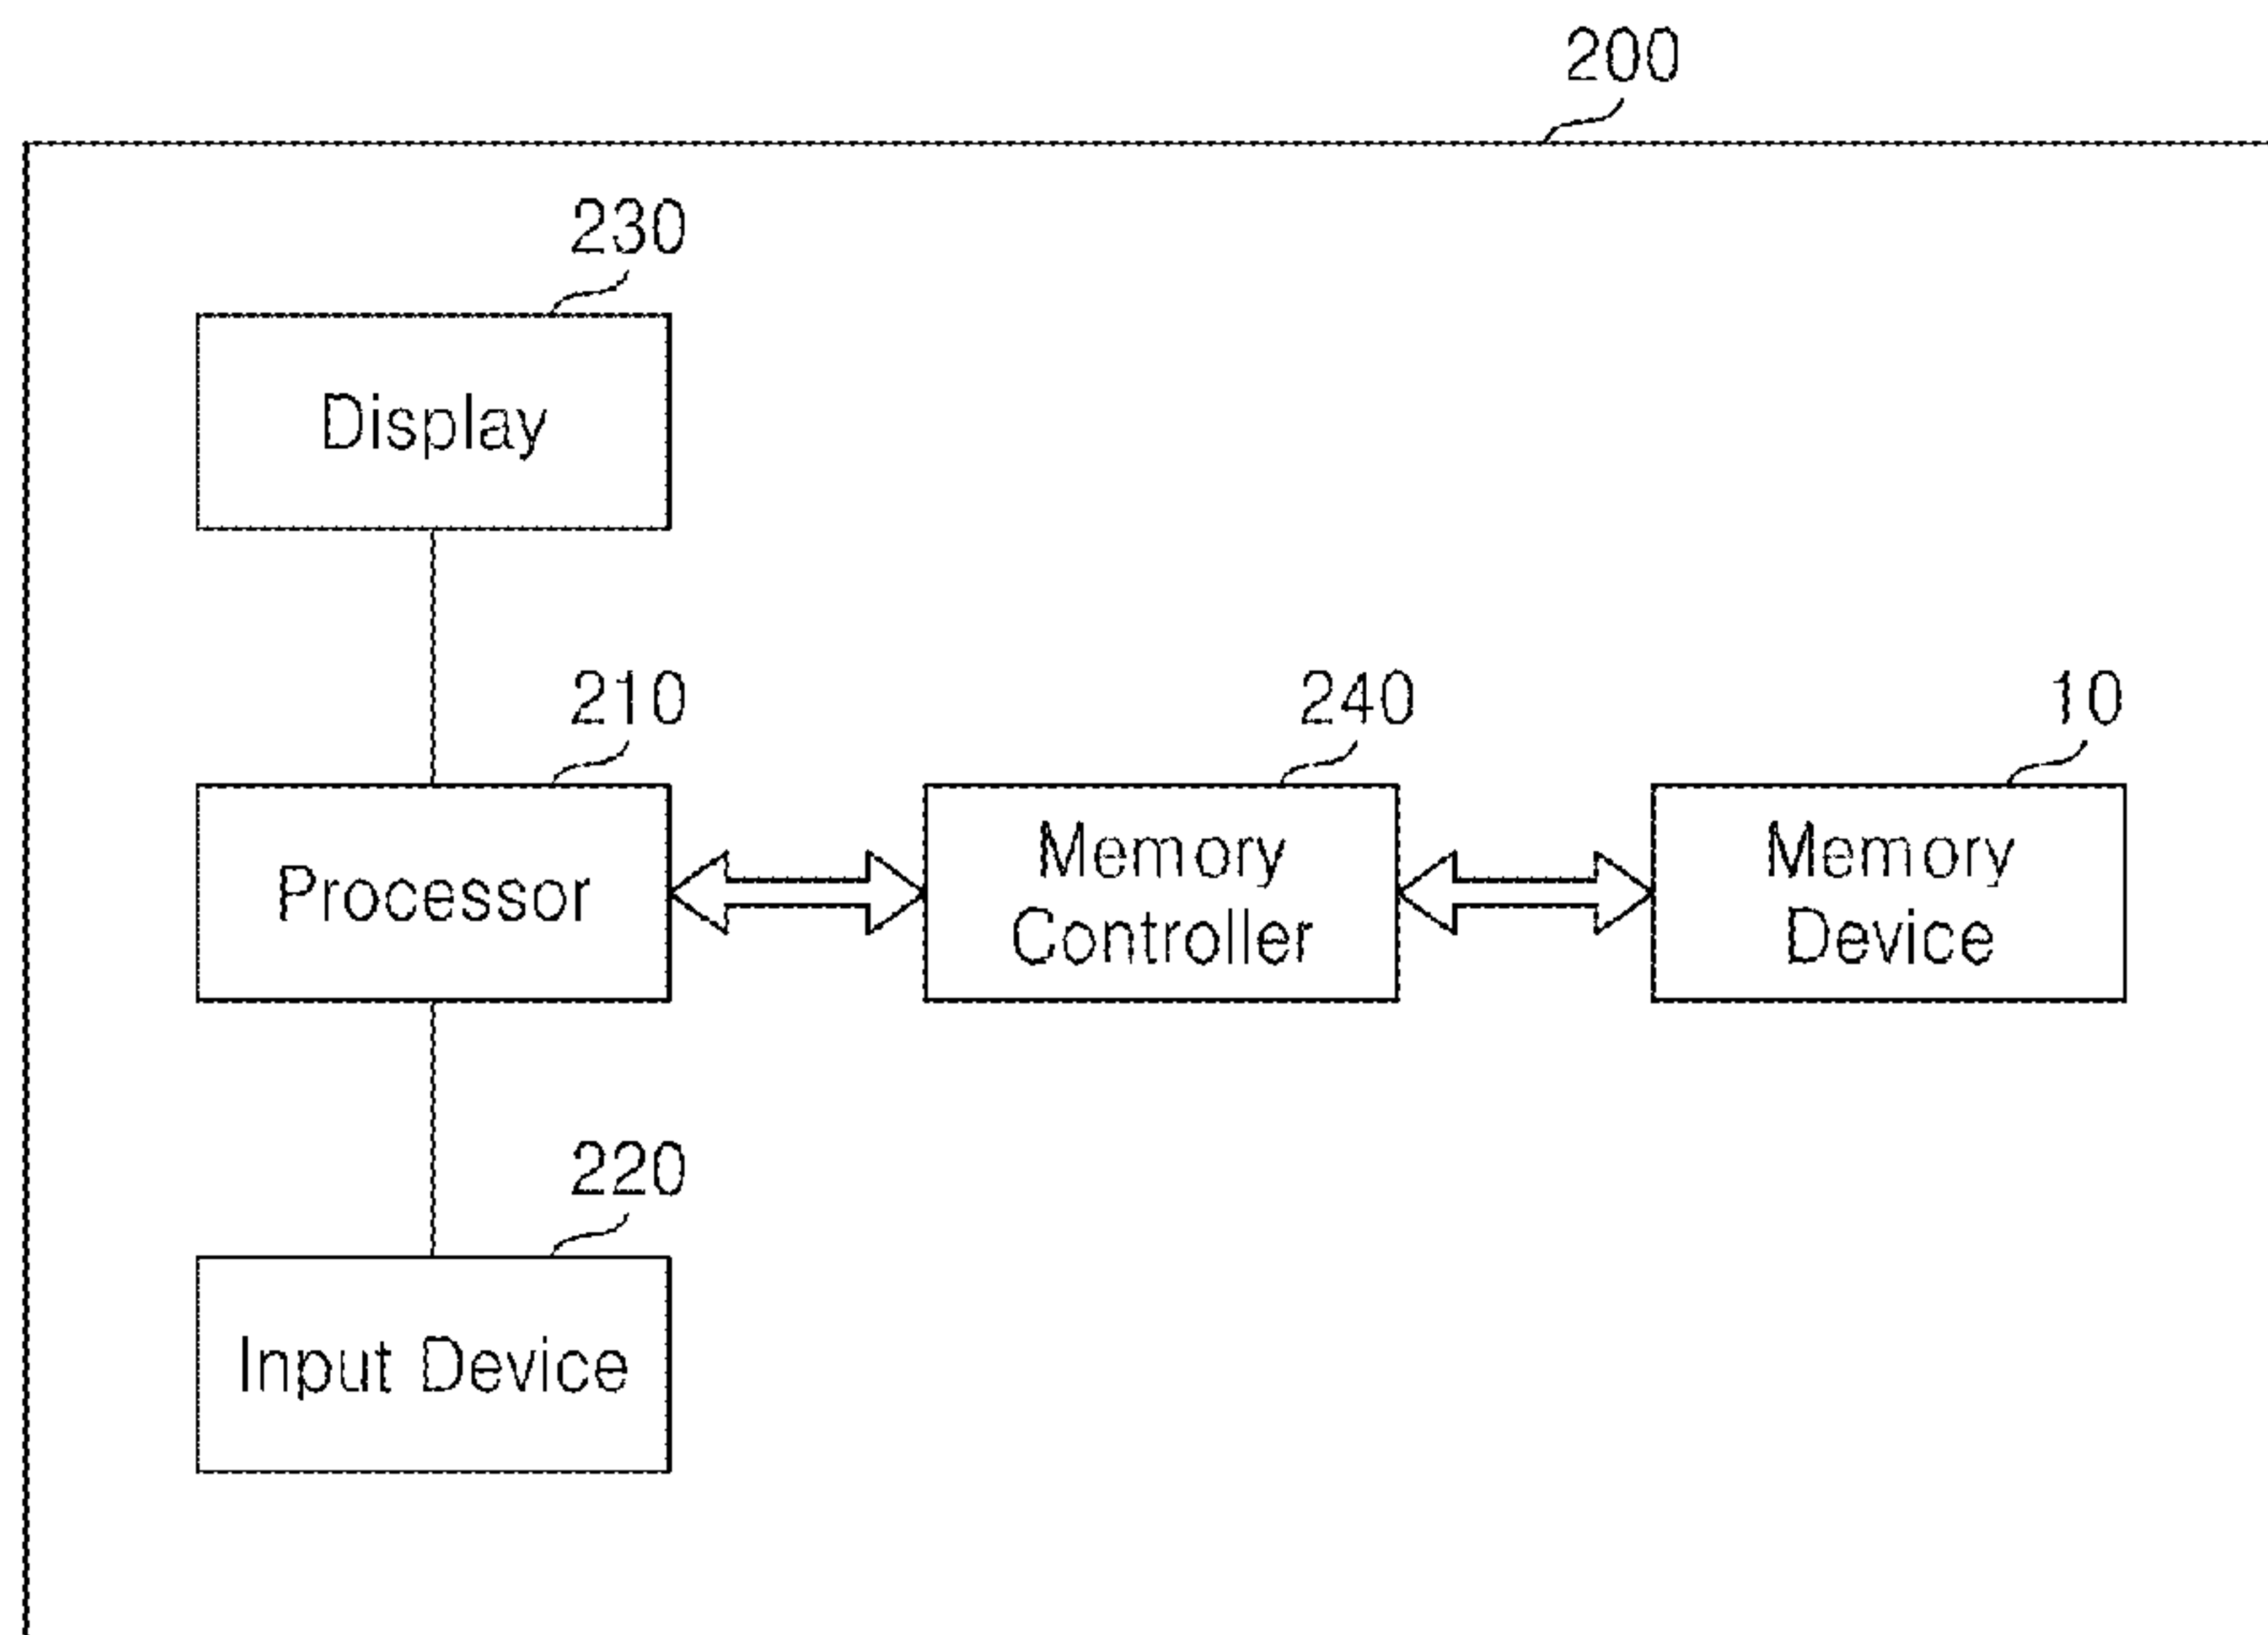 200
230
Display
210
240
10
Processor
Memory
Controller
Memory
Device
220
Input Device